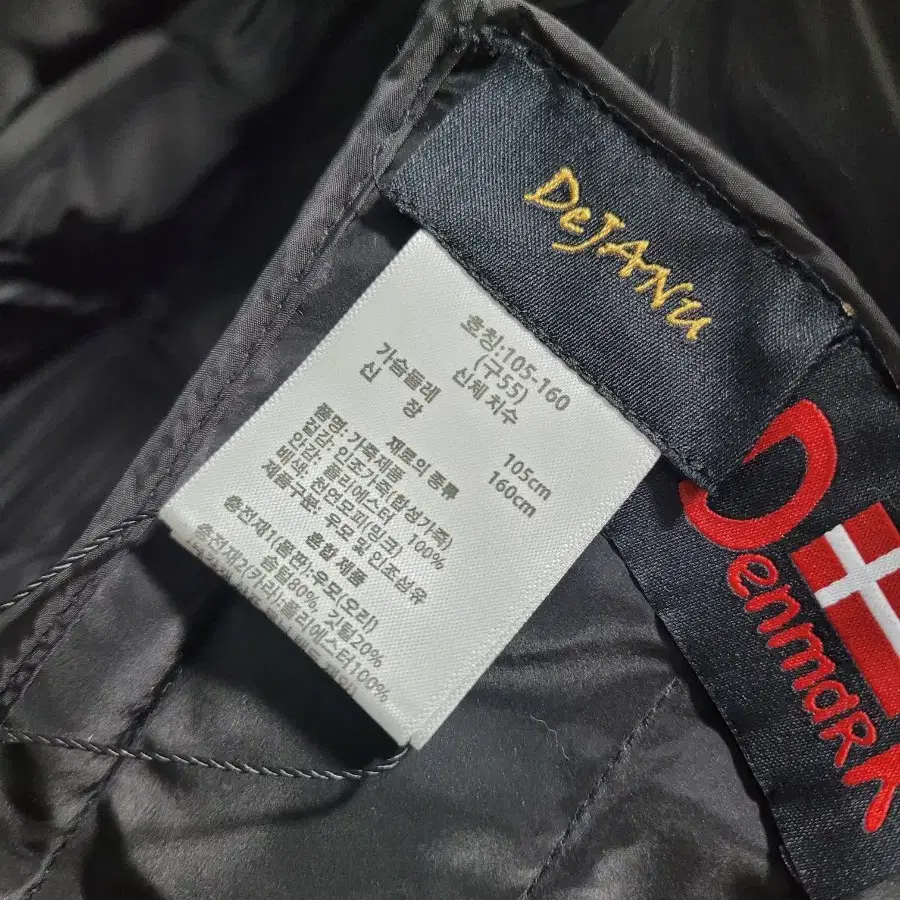 DeJANU
DenmarK
호칭:105-160
(구55)
신체 치수
가슴둘레 105cm
신 장 160cm
재료의 종류
품명: 기죽제품
겉감: 인조가죽(합성가죽)
안감: 폴리에스터 100%
배색: 천연모피(밍크)
제품구분: 우모 및 인조섬유
혼합 제품
충전재1(몸판):우모(오리)
솜털80%, 깃털20%
충전재2(카라):폴리에스터100%